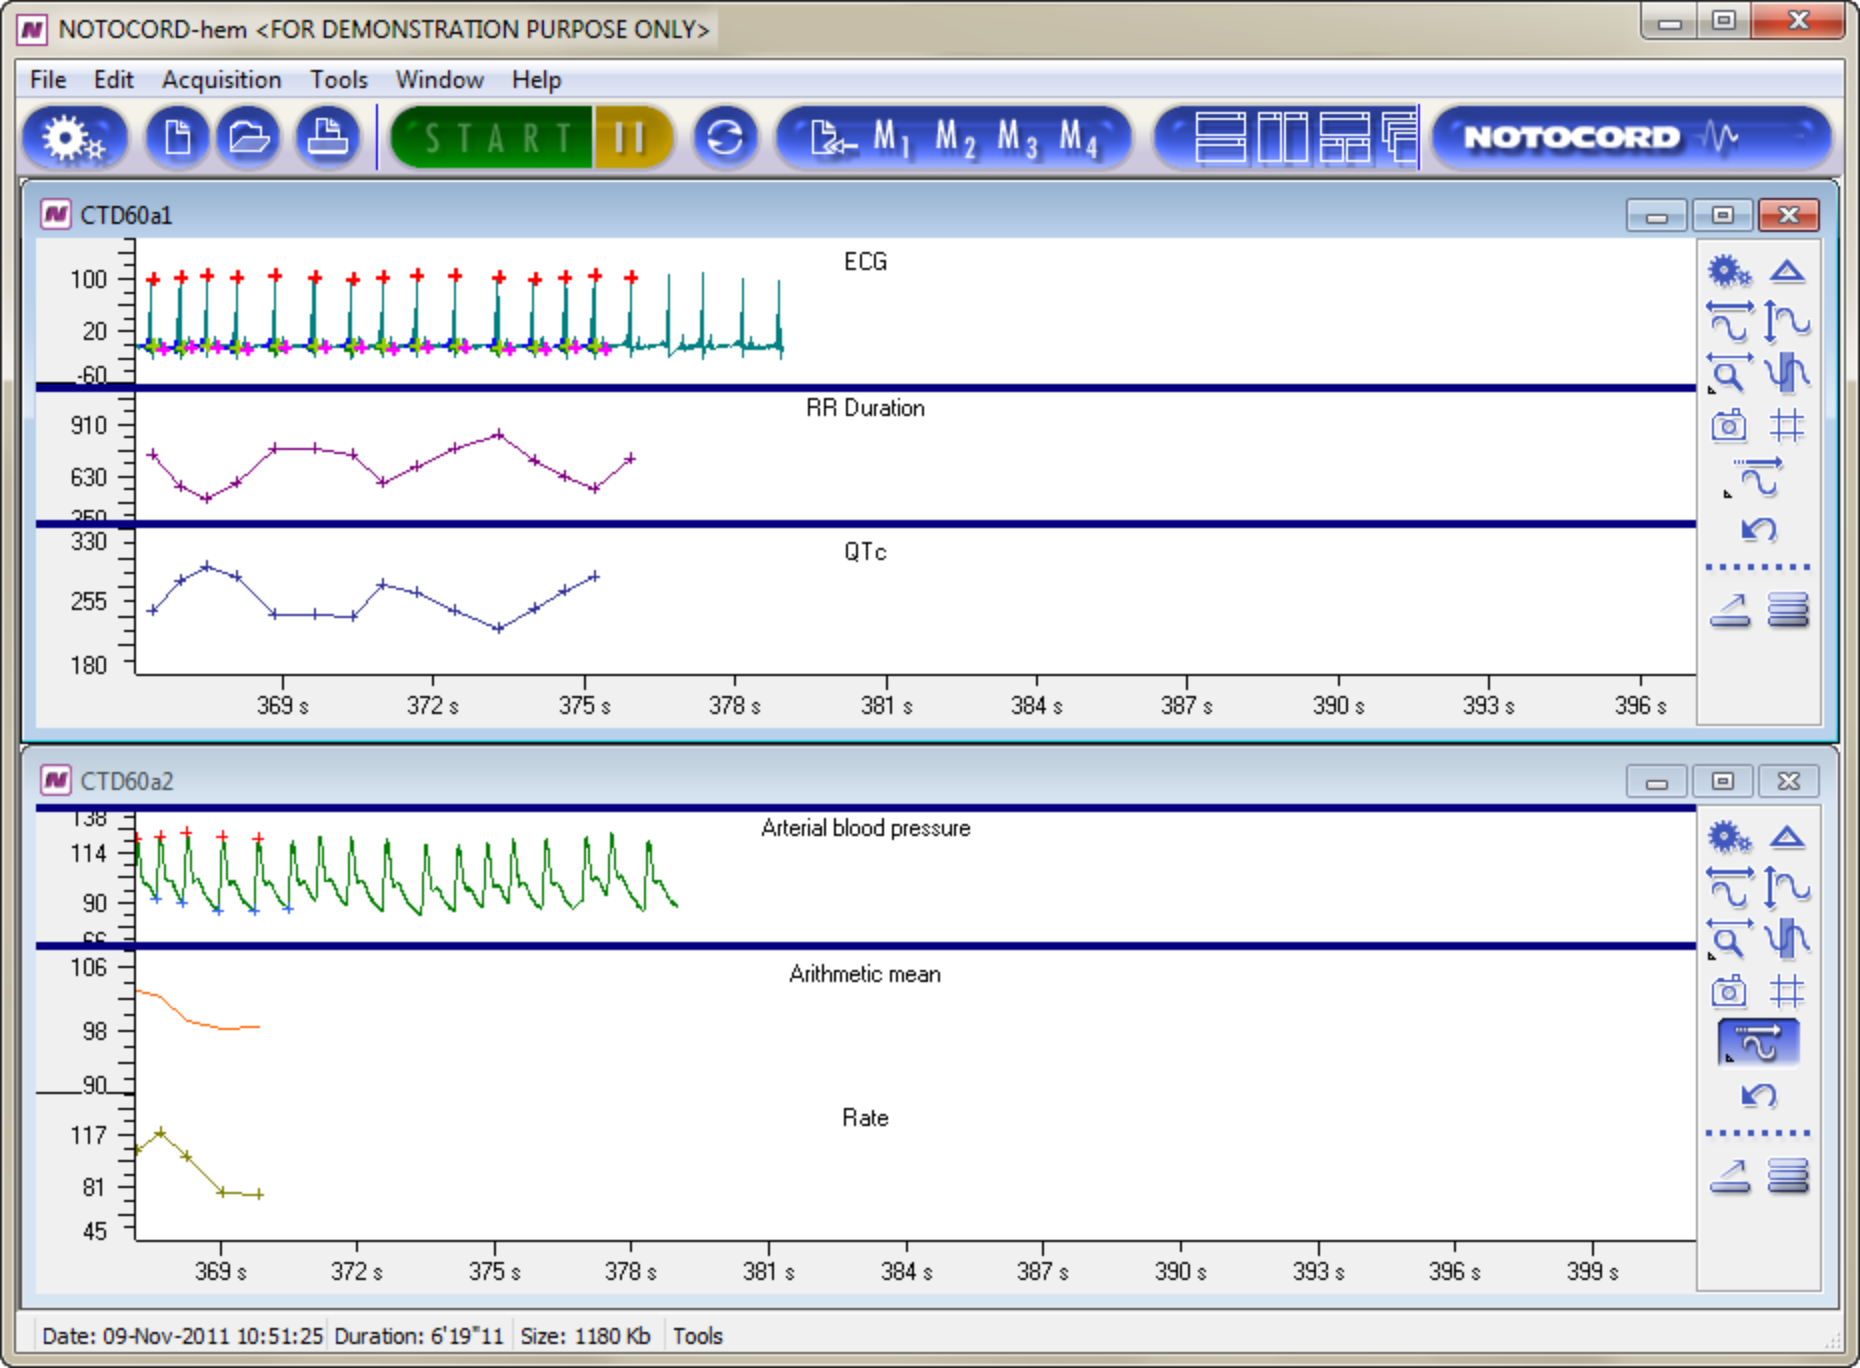 NOTOCORD-hem <FOR DEMONSTRATION PURPOSE ONLY>
File Edit Acquisition Tools Window Help
START M1 M2 M3 M4 NOTOCORD
CTD60a1
ECG
100
20
-60
RR Duration
910
630
350
QTc
330
255
180
369 s 372 s 375 s 378 s 381 s 384 s 387 s 390 s 393 s 396 s
CTD60a2
Arterial blood pressure
138
114
90
66
Arithmetic mean
106
98
90
Rate
117
81
45
369 s 372 s 375 s 378 s 381 s 384 s 387 s 390 s 393 s 396 s 399 s
Date: 09-Nov-2011 10:51:25 Duration: 6'19"11 Size: 1180 Kb Tools